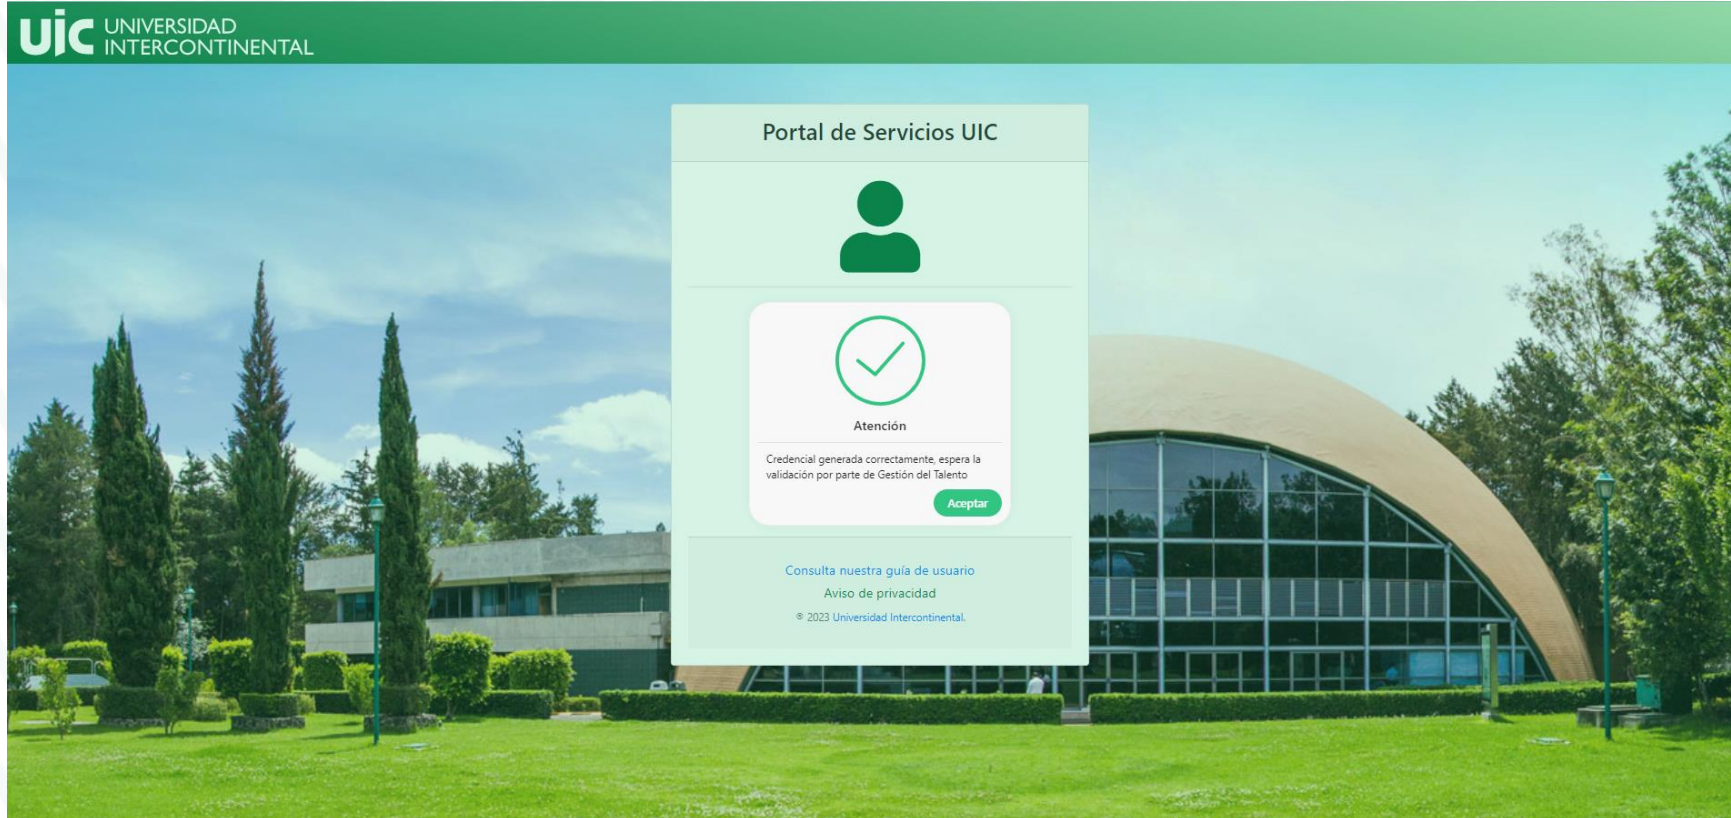 uic UNIVERSIDAD
INTERCONTINENTAL
Portal de Servicios UIC
Atención
Credencial generada correctamente, espera la
validación por parte de Gestión del Talento
Aceptar
Consulta nuestra guía de usuario
Aviso de privacidad
© 2023 Universidad Intercontinental.